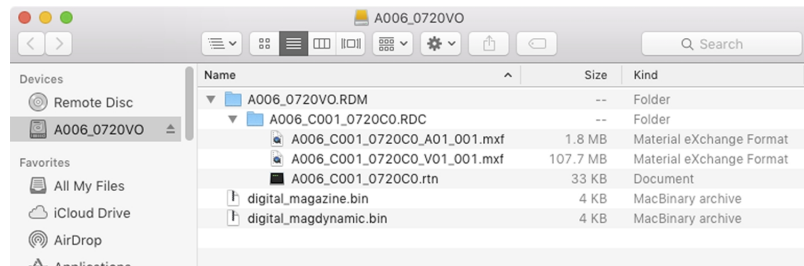 A006_0720VO
Search
Devices
Remote Disc
A006_0720VO
Favorites
All My Files
iCloud Drive
AirDrop
Applications
Name Size Kind
A006_0720VO.RDM -- Folder
A006_C001_0720C0.RDC -- Folder
A006_C001_0720C0_A01_001.mxf 1.8 MB Material eXchange Format
A006_C001_0720C0_V01_001.mxf 107.7 MB Material eXchange Format
A006_C001_0720C0.rtn 33 KB Document
digital_magazine.bin 4 KB MacBinary archive
digital_magdynamic.bin 4 KB MacBinary archive